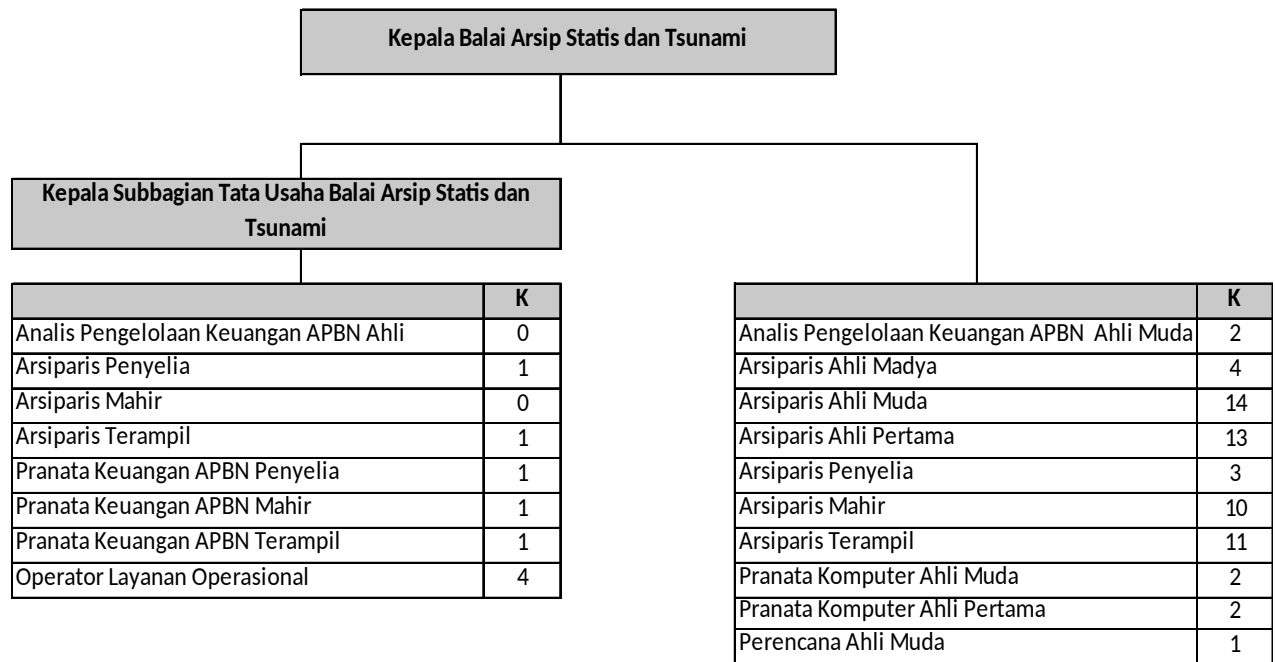 Kepala Balai Arsip Statis dan Tsunami
Kepala Subbagian Tata Usaha Balai Arsip Statis dan
Tsunami
K
Analis Pengelolaan Keuangan APBN Ahli 0
Arsiparis Penyelia 1
Arsiparis Mahir 0
Arsiparis Terampil 1
Pranata Keuangan APBN Penyelia 1
Pranata Keuangan APBN Mahir 1
Pranata Keuangan APBN Terampil 1
Operator Layanan Operasional 4
K
Analis Pengelolaan Keuangan APBN Ahli Muda 2
Arsiparis Ahli Madya 4
Arsiparis Ahli Muda 14
Arsiparis Ahli Pertama 13
Arsiparis Penyelia 3
Arsiparis Mahir 10
Arsiparis Terampil 11
Pranata Komputer Ahli Muda 2
Pranata Komputer Ahli Pertama 2
Perencana Ahli Muda 1